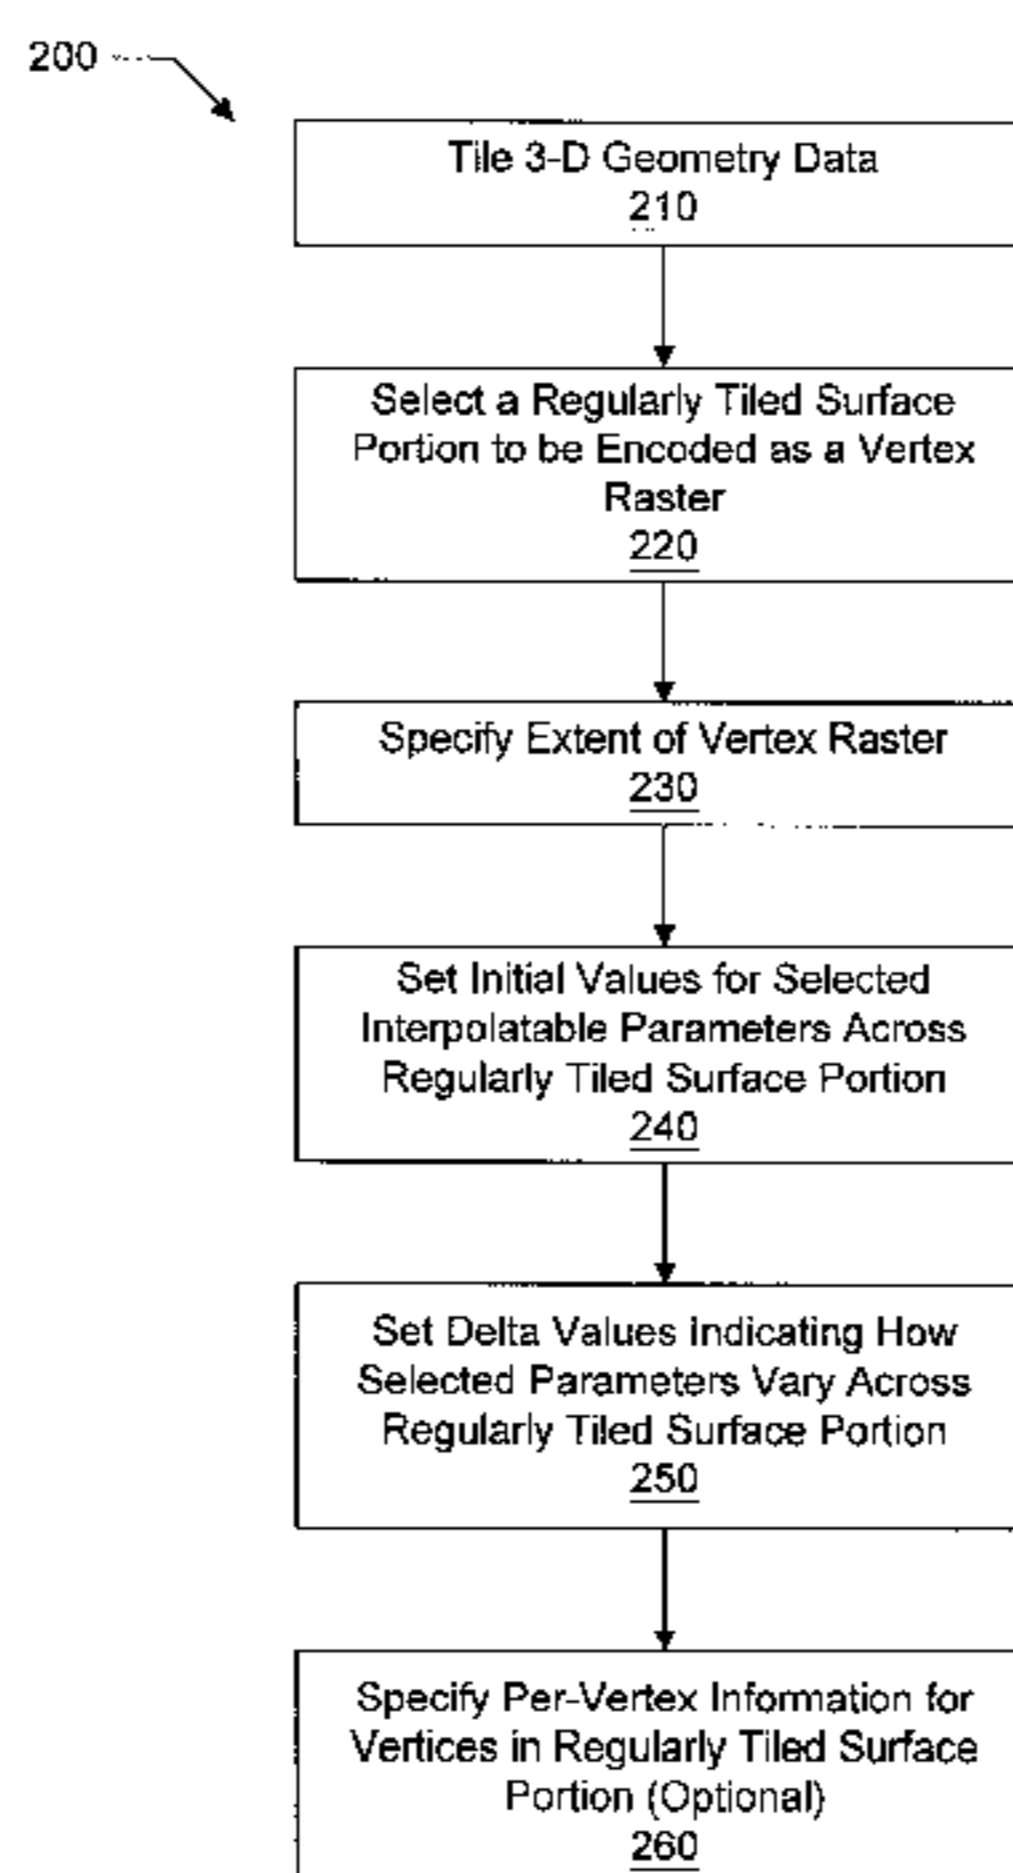 200
Tile 3-D Geometry Data
210
Select a Regularly Tiled Surface
Portion to be Encoded as a Vertex
Raster
220
Specify Extent of Vertex Raster
230
Set Initial Values for Selected
Interpolatable Parameters Across
Regularly Tiled Surface Portion
240
Set Delta Values Indicating How
Selected Parameters Vary Across
Regularly Tiled Surface Portion
250
Specify Per-Vertex Information for
Vertices in Regularly Tiled Surface
Portion (Optional)
260